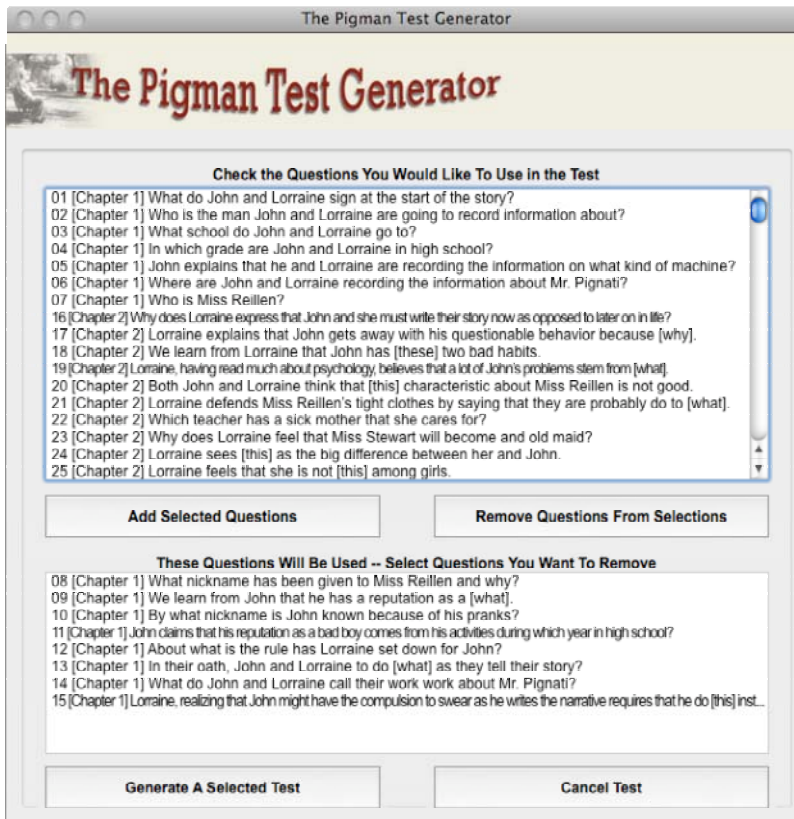 The Pigman Test Generator
The Pigman Test Generator
Check the Questions You Would Like To Use in the Test
01 [Chapter 1] What do John and Lorraine sign at the start of the story?
02 [Chapter 1] Who is the man John and Lorraine are going to record information about?
03 [Chapter 1] What school do John and Lorraine go to?
04 [Chapter 1] In which grade are John and Lorraine in high school?
05 [Chapter 1] John explains that he and Lorraine are recording the information on what kind of machine?
06 [Chapter 1] Where are John and Lorraine recording the information about Mr. Pignati?
07 [Chapter 1] Who is Miss Reillen?
16 [Chapter 2] Why does Lorraine express that John and she must write their story now as opposed to later on in life?
17 [Chapter 2] Lorraine explains that John gets away with his questionable behavior because [why].
18 [Chapter 2] We learn from Lorraine that John has [these] two bad habits.
19 [Chapter 2] Lorraine, having read much about psychology, believes that a lot of John's problems stem from [what].
20 [Chapter 2] Both John and Lorraine think that [this] characteristic about Miss Reillen is not good.
21 [Chapter 2] Lorraine defends Miss Reillen's tight clothes by saying that they are probably do to [what].
22 [Chapter 2] Which teacher has a sick mother that she cares for?
23 [Chapter 2] Why does Lorraine feel that Miss Stewart will become and old maid?
24 [Chapter 2] Lorraine sees [this] as the big difference between her and John.
25 [Chapter 2] Lorraine feels that she is not [this] among girls.
Add Selected Questions
Remove Questions From Selections
These Questions Will Be Used -- Select Questions You Want To Remove
08 [Chapter 1] What nickname has been given to Miss Reillen and why?
09 [Chapter 1] We learn from John that he has a reputation as a [what].
10 [Chapter 1] By what nickname is John known because of his pranks?
11 [Chapter 1] John claims that his reputation as a bad boy comes from his activities during which year in high school?
12 [Chapter 1] About what is the rule has Lorraine set down for John?
13 [Chapter 1] In their oath, John and Lorraine to do [what] as they tell their story?
14 [Chapter 1] What do John and Lorraine call their work work about Mr. Pignati?
15 [Chapter 1] Lorraine, realizing that John might have the compulsion to swear as he writes the narrative requires that he do [this] inst...
Generate A Selected Test
Cancel Test